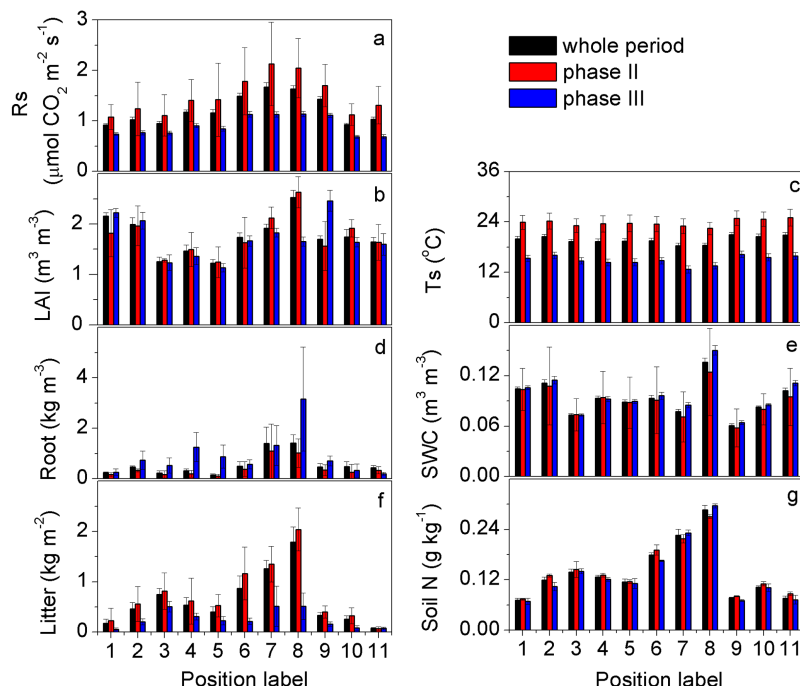 whole period
phase II
phase III
a
Rs
(μmol CO2 m-2 s-1)
3
2
1
0
b
LAI (m3 m-3)
2
1
0
c
Ts (oC)
36
24
12
0
d
Root (kg m-3)
4
2
0
e
SWC (m3 m-3)
0.12
0.06
0.00
f
Litter (kg m-2)
2
1
0
1 2 3 4 5 6 7 8 9 10 11
Position label
g
Soil N (g kg-1)
0.24
0.12
0.00
1 2 3 4 5 6 7 8 9 10 11
Position label